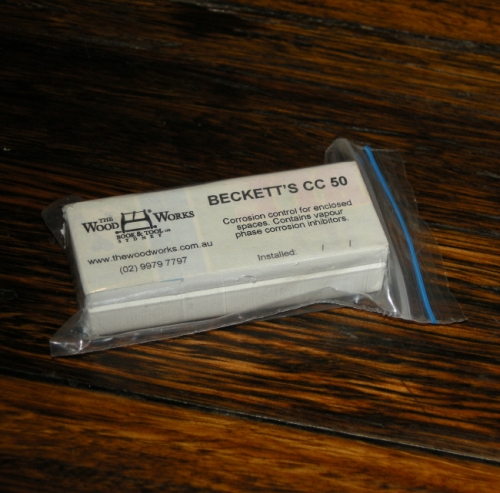 THE
WOOD WORKS
BOOK & TOOL CO
SYDNEY
www.thewoodworks.com.au
(02) 9979 7797
BECKETT'S CC 50
Corrosion control for enclosed
spaces. Contains vapour
phase corrosion inhibitors.
Installed: / /